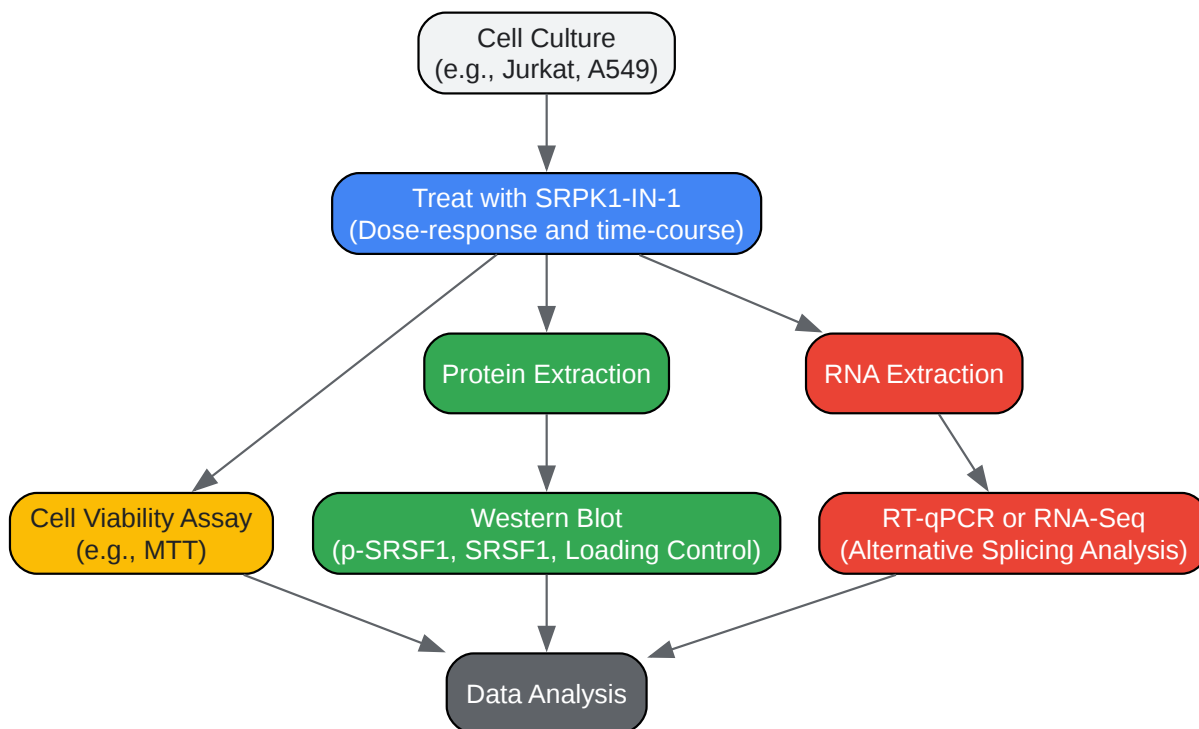 Cell Culture
(e.g., Jurkat, A549)
Treat with SRPK1-IN-1
(Dose-response and time-course)
Protein Extraction
RNA Extraction
Cell Viability Assay
(e.g., MTT)
Western Blot
(p-SRSF1, SRSF1, Loading Control)
RT-qPCR or RNA-Seq
(Alternative Splicing Analysis)
Data Analysis